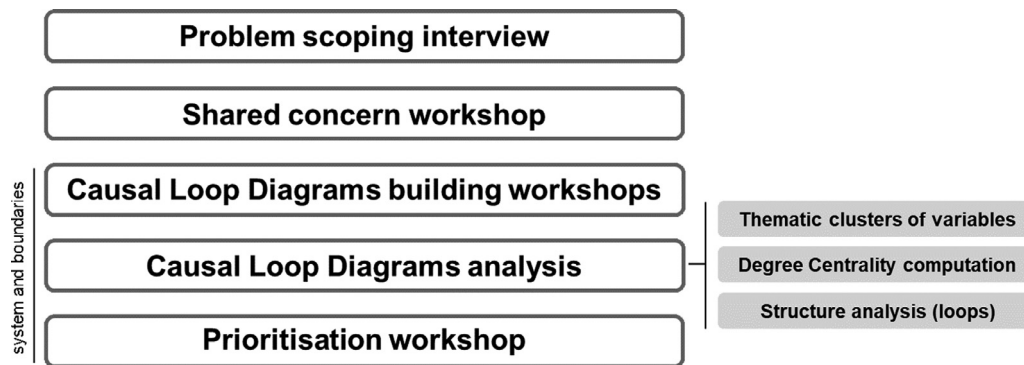 Problem scoping interview
Shared concern workshop
system and boundaries
Causal Loop Diagrams building workshops
Causal Loop Diagrams analysis
Prioritisation workshop
Thematic clusters of variables
Degree Centrality computation
Structure analysis (loops)